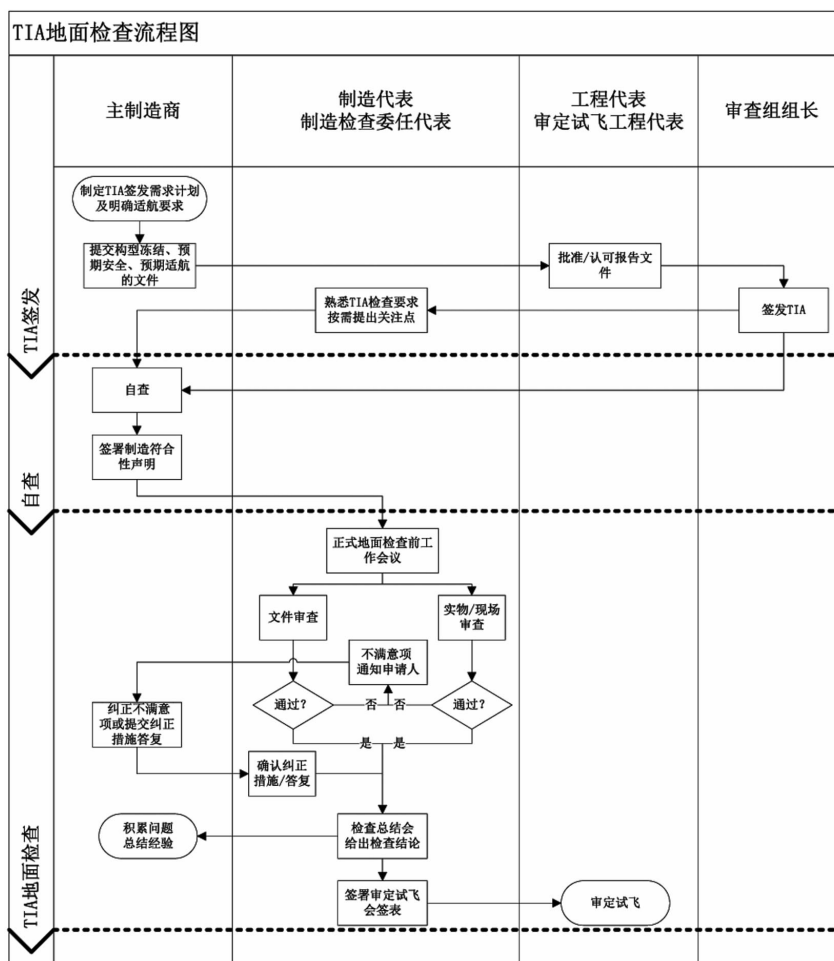 TIA地面检查流程图
主制造商
制造代表
制造检查委任代表
工程代表
审定试飞工程代表
审查组组长
TIA签发
制定TIA签发需求计划
及明确适航要求
提交构型冻结、预
期安全、预期适航
的文件
批准/认可报告文
件
签发TIA
熟悉TIA检查要求
按需提出关注点
自查
自查
签署制造符合
性声明
TIA地面检查
正式地面检查前工
作会议
文件审查
实物/现场
审查
不满意项
通知申请人
通过?
否
否
通过?
纠正不满意
项或提交纠正
措施答复
是
是
确认纠正
措施/答复
积累问题
总结经验
检查总结会
给出检查结论
签署审定试飞
会签表
审定试飞